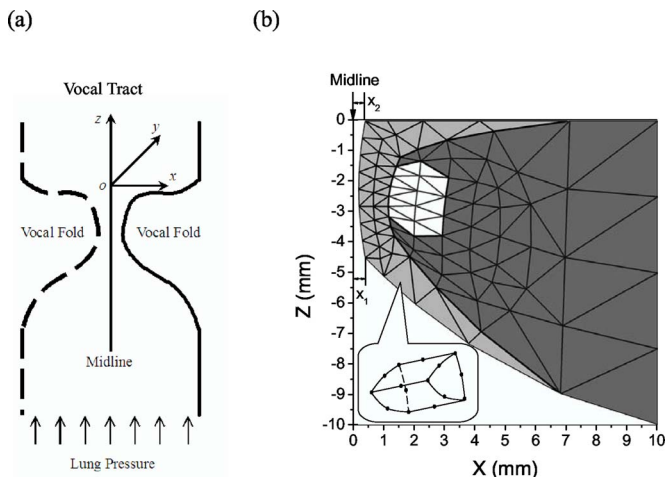 (a)
(b)
Vocal Tract
z
y
x
o
Vocal Fold
Vocal Fold
Midline
Lung Pressure
Midline
x2
0
-1
-2
-3
-4
-5
-6
-7
-8
-9
-10
Z (mm)
x1
0 1 2 3 4 5 6 7 8 9 10
X (mm)